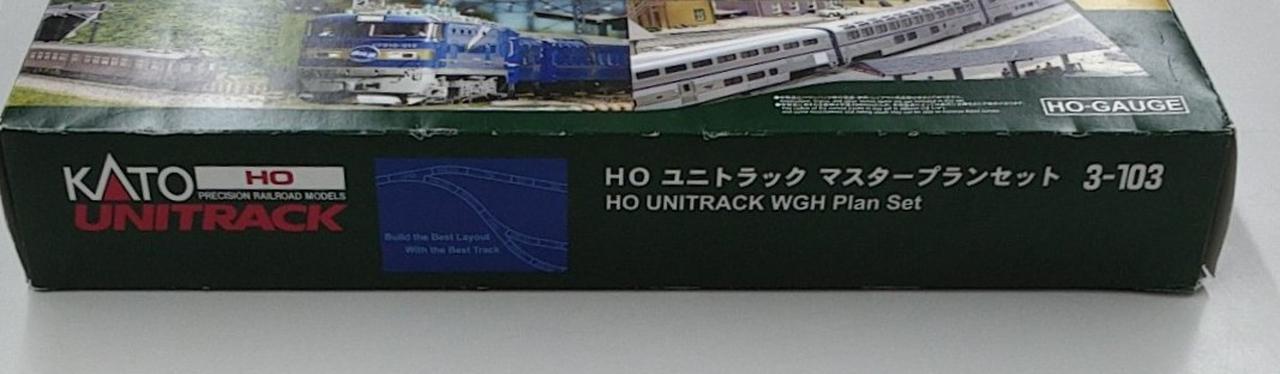 HO-GAUGE
KATO
HO
PRECISION RAILROAD MODELS
UNITRACK
Build the Best Layout
With the Best Track
HO ユニトラック マスタープランセット 3-103
HO UNITRACK WGH Plan Set